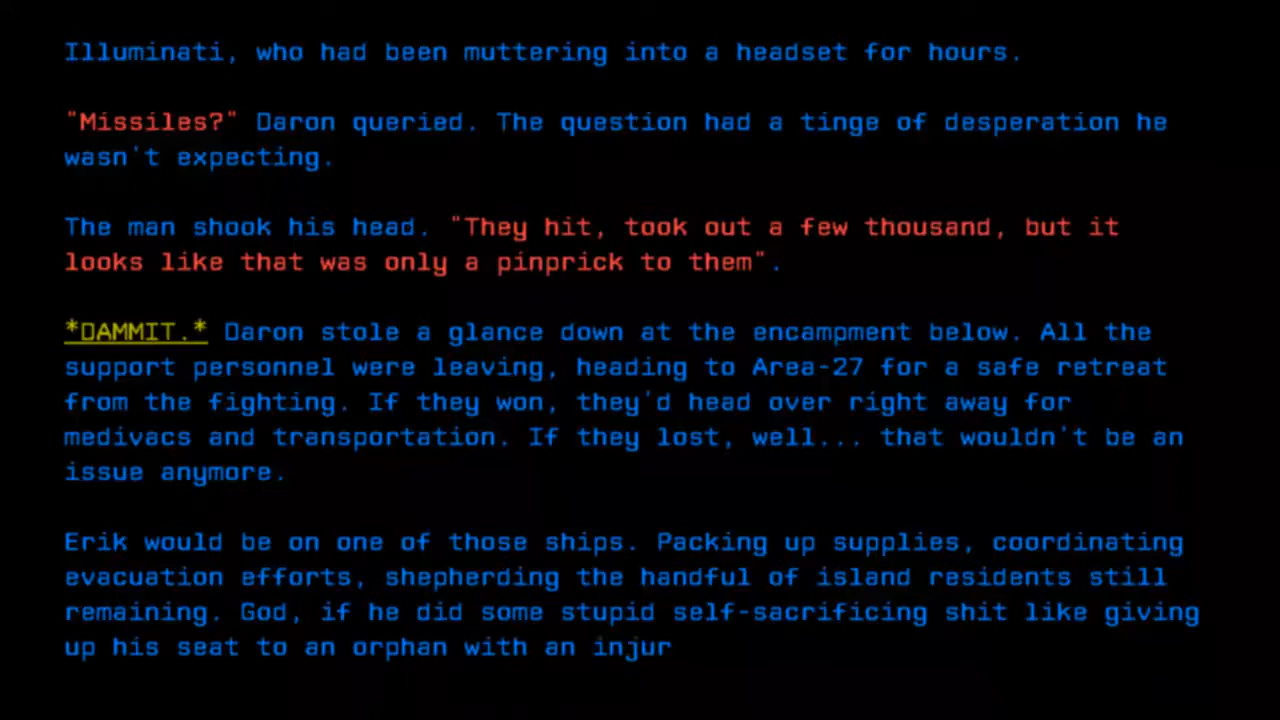 Illuminati, who had been muttering into a headset for hours.
"Missiles?" Daron queried. The question had a tinge of desperation he
wasn't expecting.
The man shook his head. "They hit, took out a few thousand, but it
looks like that was only a pinprick to them".
*DAMMIT.* Daron stole a glance down at the encampment below. All the
support personnel were leaving, heading to Area-27 for a safe retreat
from the fighting. If they won, they'd head over right away for
medivacs and transportation. If they lost, well... that wouldn't be an
issue anymore.
Erik would be on one of those ships. Packing up supplies, coordinating
evacuation efforts, shepherding the handful of island residents still
remaining. God, if he did some stupid self-sacrificing shit like giving
up his seat to an orphan with an injur